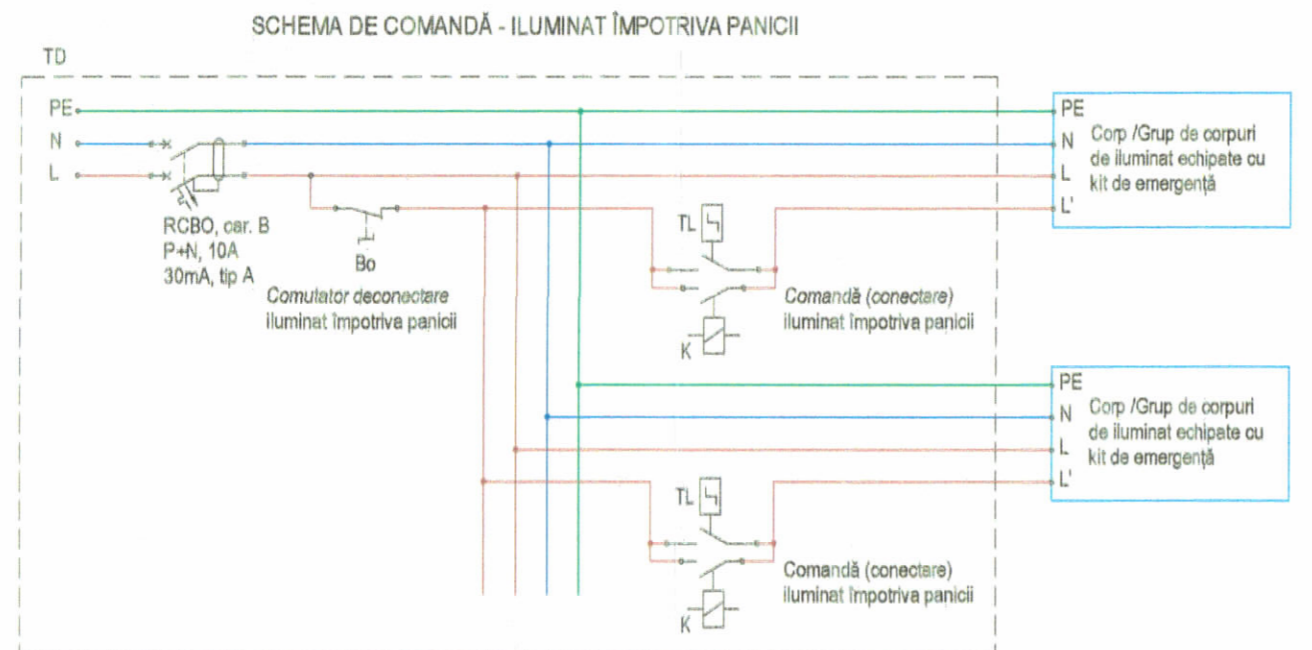 SCHEMA DE COMANDĂ - ILUMINAT ÎMPOTRIVA PANICII
TD
PE
N
L
RCBO, car. B
P+N, 10A
30mA, tip A
Bo
Comutator deconectare
iluminat împotriva panicii
TL
K
Comandă (conectare)
iluminat împotriva panicii
PE
N
L
L'
Corp /Grup de corpuri
de iluminat echipate cu
kit de emergență
TL
K
Comandă (conectare)
iluminat împotriva panicii
PE
N
L
L'
Corp /Grup de corpuri
de iluminat echipate cu
kit de emergență